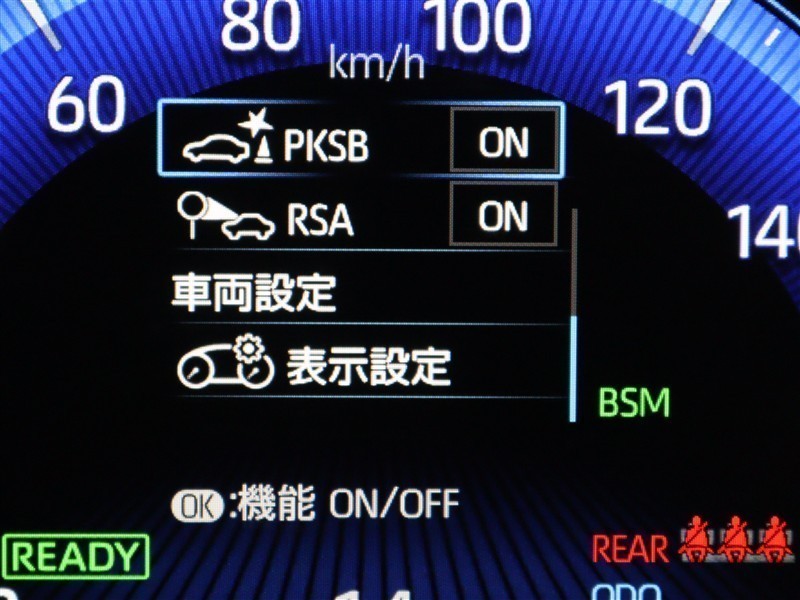 80 100
km/h
60 120
PKSB ON
RSA ON
140
車両設定
表示設定
BSM
OK:機能 ON/OFF
READY
REAR